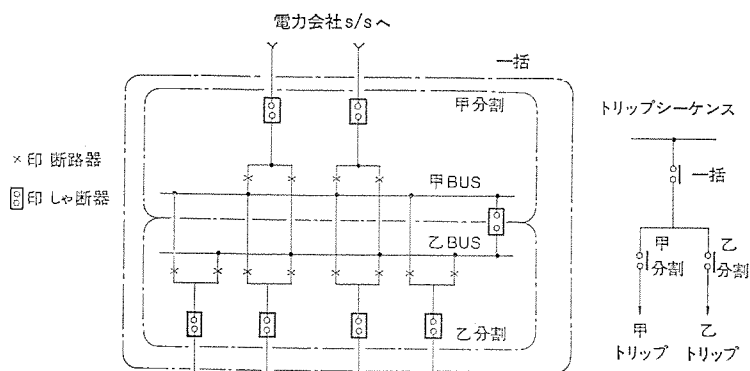 電力会社s/sへ
一括
甲分割
トリップシーケンス
×印 断路器
甲BUS
一括
印 しゃ断器
乙BUS
甲
分割
乙
分割
乙分割
甲
トリップ
乙
トリップ